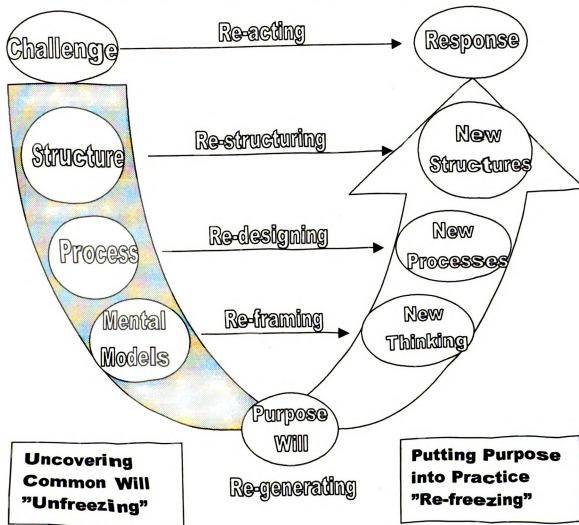 Challenge
Re-acting
Response
Structure
Re-structuring
New
Structures
Process
Re-designing
New
Processes
Mental
Models
Re-framing
New
Thinking
Purpose
Will
Re-generating
Uncovering
Common Will
"Unfreezing"
Putting Purpose
into Practice
"Re-freezing"